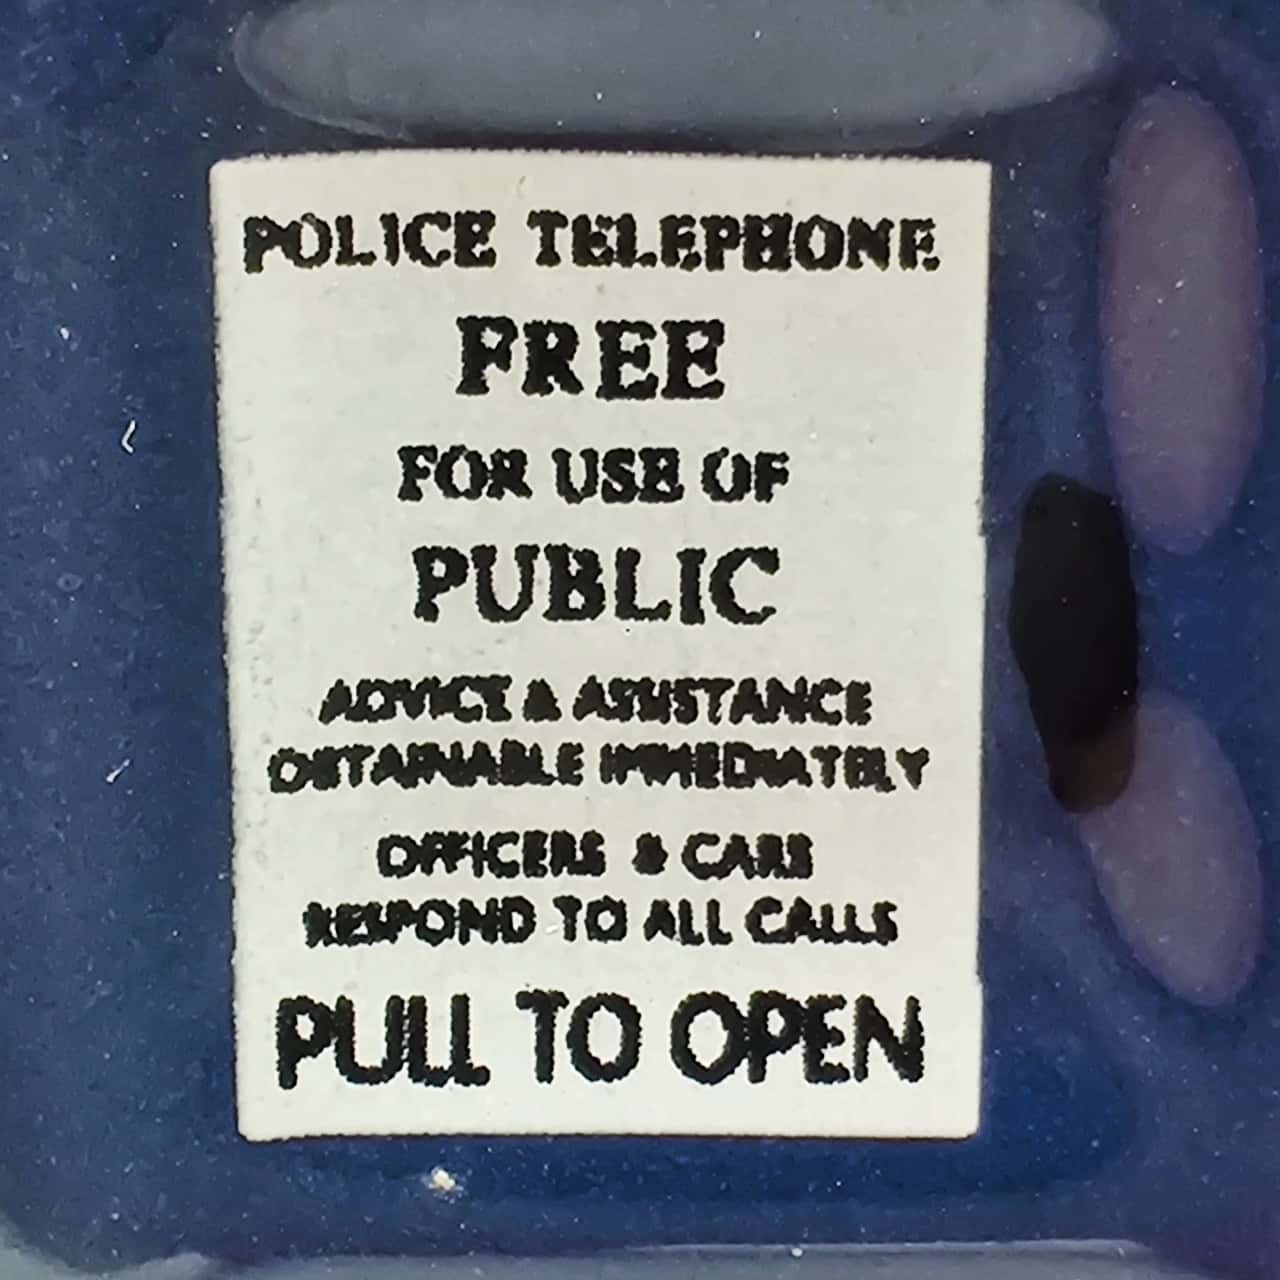 POLICE TELEPHONE
FREE
FOR USE OF
PUBLIC
ADVICE & ASSISTANCE
OBTAINABLE IMMEDIATELY
OFFICERS & CARS
RESPOND TO ALL CALLS
PULL TO OPEN